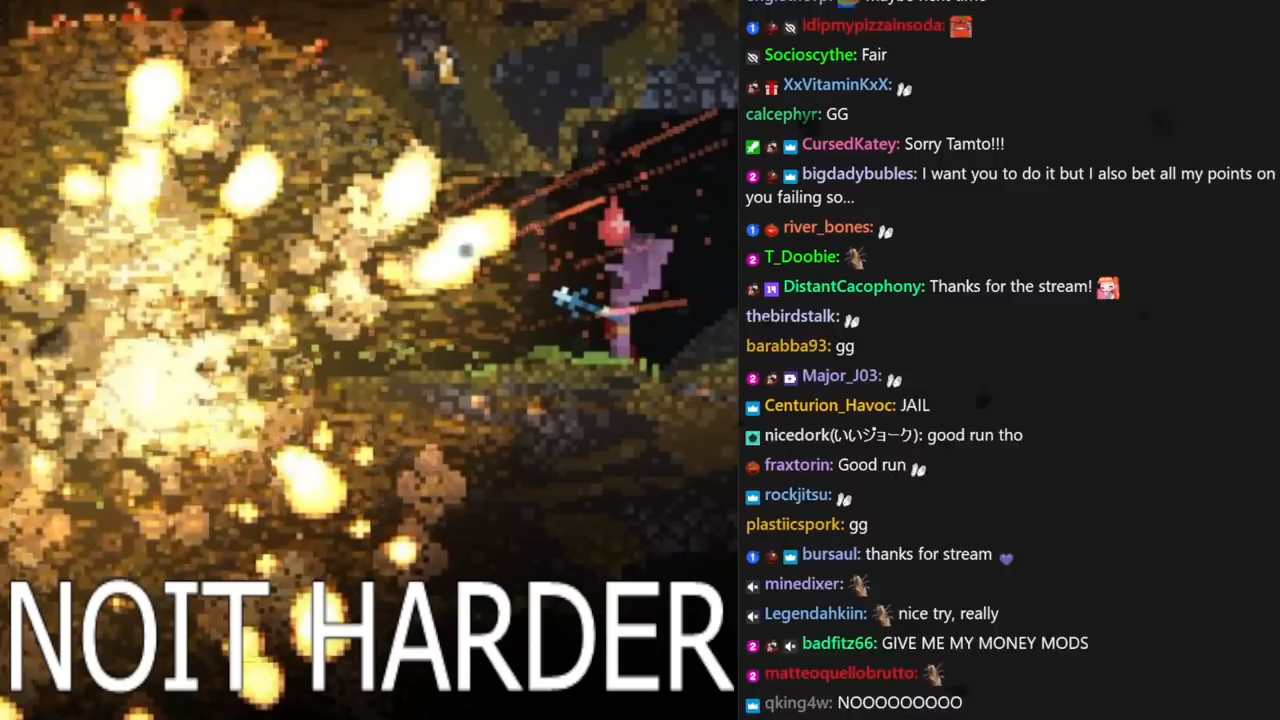 maybe next time
idipmypizzainsoda:
Socioscythe: Fair
XxVitaminKxX:
calcephyr: GG
CursedKatey: Sorry Tamto!!!
bigdadybubles: I want you to do it but I also bet all my points on
you failing so...
river_bones:
T_Doobie:
DistantCacophony: Thanks for the stream!
thebirdstalk:
barabba93: gg
Major_J03:
Centurion_Havoc: JAIL
nicedork(いいジョーク): good run tho
fraxtorin: Good run
rockjitsu:
plastiicspork: gg
bursaul: thanks for stream
minedixer:
Legendahkiin: nice try, really
badfitz66: GIVE ME MY MONEY MODS
matteoquellobrutto:
qking4w: NOOOOOOOOO
NOIT HARDER